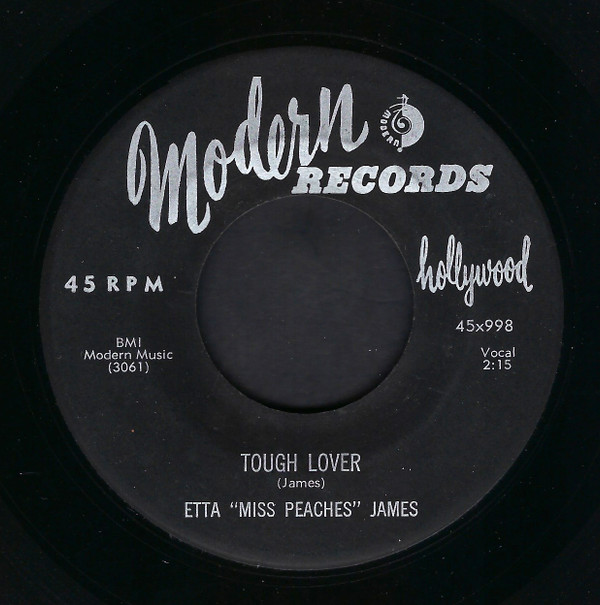 Modern
MODERN
RECORDS
hollywood
45 RPM
45x998
BMI
Modern Music
(3061)
Vocal
2:15
TOUGH LOVER
(James)
ETTA “MISS PEACHES” JAMES